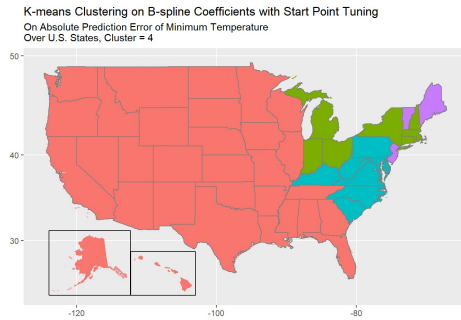 K-means Clustering on B-spline Coefficients with Start Point Tuning
On Absolute Prediction Error of Minimum Temperature
Over U.S. States, Cluster = 4
50
40
30
-120
-100
-80